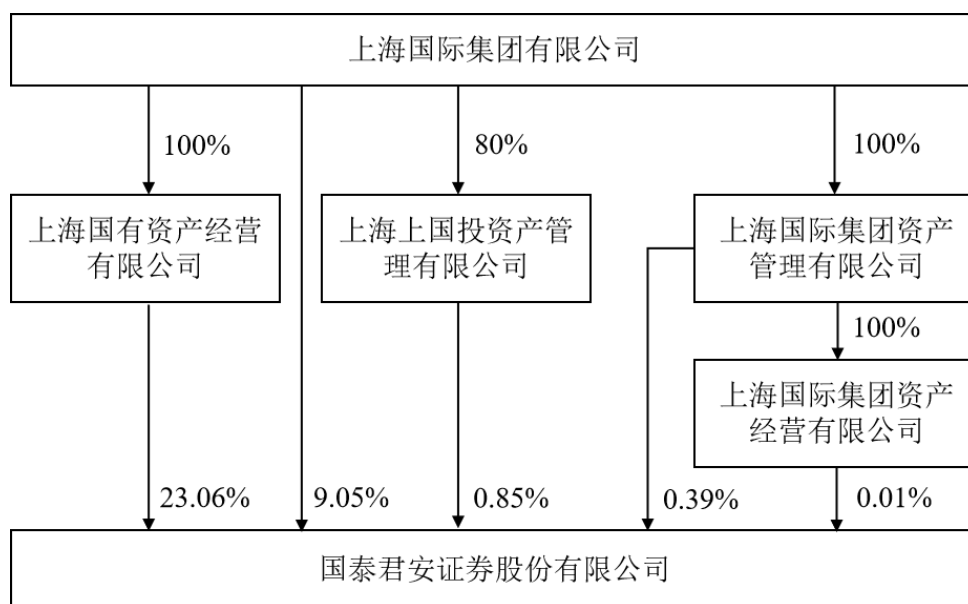 上海国际集团有限公司
100%
80%
100%
上海国有资产经营
有限公司
上海上国投资产管
理有限公司
上海国际集团资产
管理有限公司
100%
上海国际集团资产
经营有限公司
23.06%
9.05%
0.85%
0.39%
0.01%
国泰君安证券股份有限公司